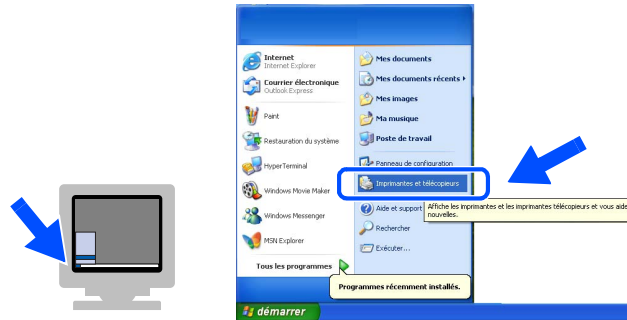 Internet
Internet Explorer
Courrier électronique
Outlook Express
Paint
Restauration du système
HyperTerminal
Windows Movie Maker
Windows Messenger
MSN Explorer
Tous les programmes
Mes documents
Mes documents récents
Mes images
Ma musique
Poste de travail
Panneau de configuration
Imprimantes et télécopieurs
Aide et support
Affiche les imprimantes et les imprimantes télécopieurs et vous aide
nouvelles.
Rechercher
Exécuter...
Programmes récemment installés.
démarrer